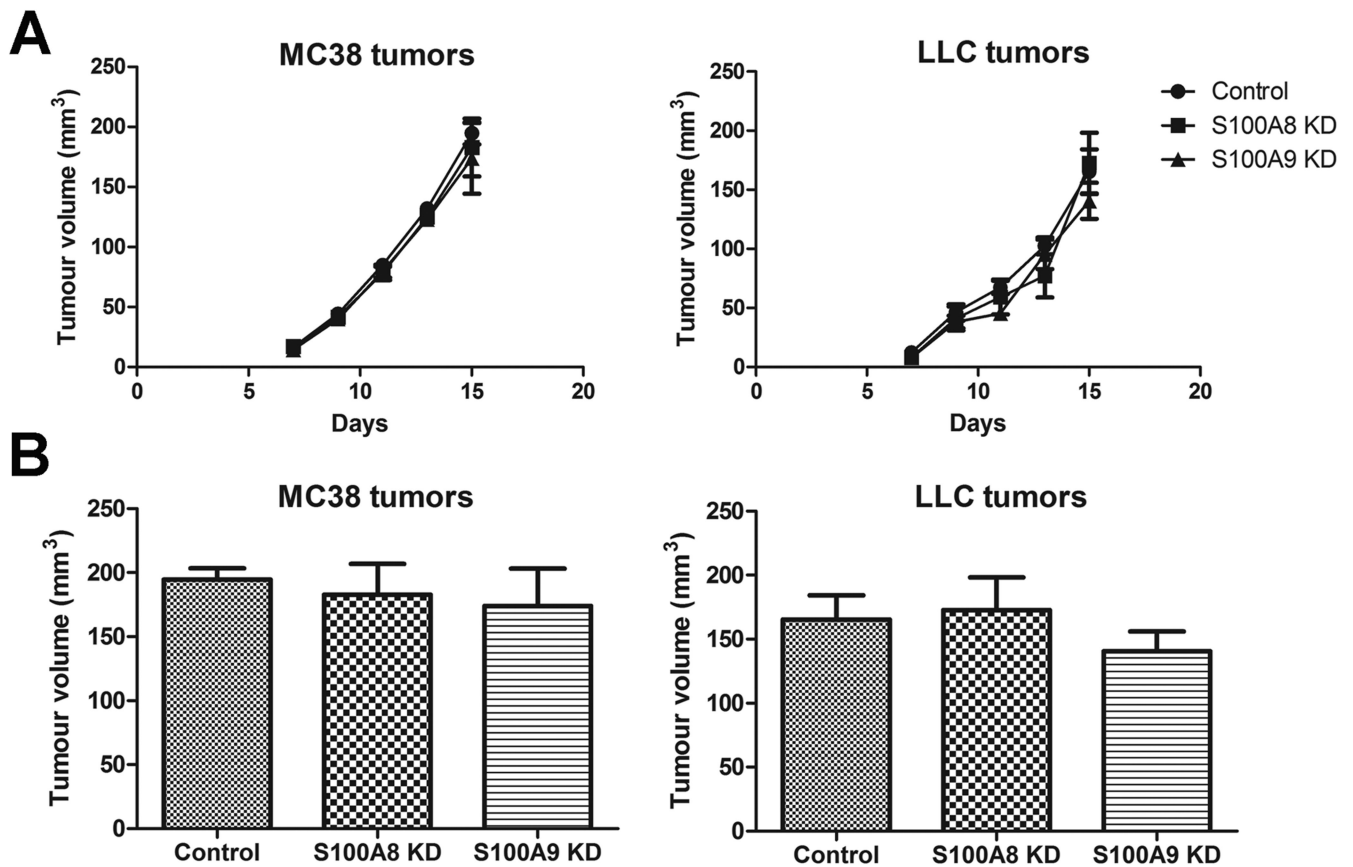 A
MC38 tumors
Tumour volume (mm3)
250
200
150
100
50
0
0 5 10 15 20
Days
LLC tumors
Tumour volume (mm3)
250
200
150
100
50
0
0 5 10 15 20
Days
Control
S100A8 KD
S100A9 KD
B
MC38 tumors
Tumour volume (mm3)
250
200
150
100
50
0
Control S100A8 KD S100A9 KD
LLC tumors
Tumour volume (mm3)
250
200
150
100
50
0
Control S100A8 KD S100A9 KD